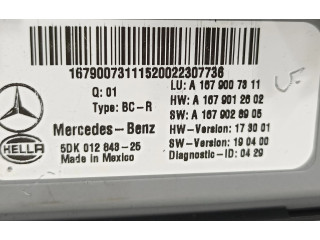 16790073111520022307736
Q: 01
Type: BC-R
Mercedes-Benz
HELLA
5DK 012 843-25
Made in Mexico
LU: A 167 900 73 11
HW: A 167 901 26 02
SW: A 167 902 89 05
HW-Version: 17 30 01
SW-Version: 19 04 00
Diagnostic-ID: 04 29